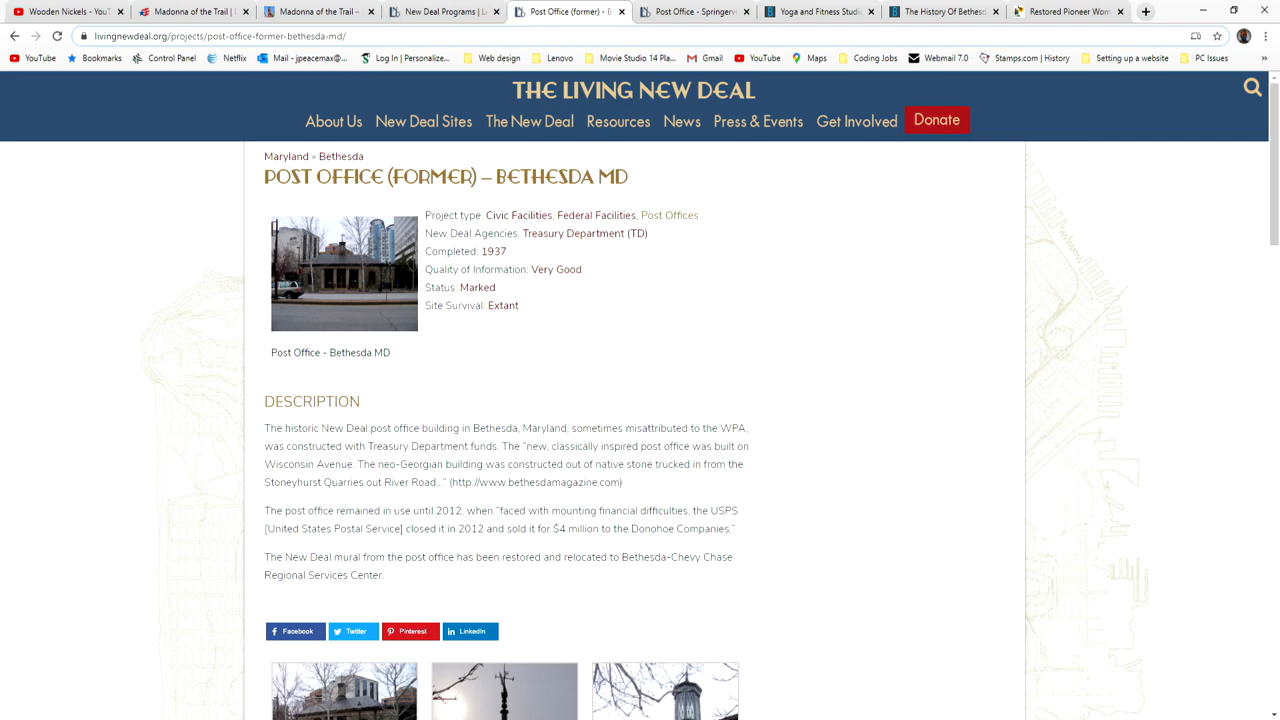 Wooden Nickels - YouT
Madonna of the Trail | 
Madonna of the Trail –
New Deal Programs | L
Post Office (former) – B
Post Office - Springervi
Yoga and Fitness Studi
The History Of Bethesd
Restored Pioneer Wom
livingnewdeal.org/projects/post-office-former-bethesda-md/
YouTube Bookmarks Control Panel Netflix Mail - jpeacemax@... Log In | Personalize... Web design Lenovo Movie Studio 14 Pla... Gmail YouTube Maps Coding Jobs Webmail 7.0 Stamps.com | History Setting up a website PC Issues »
THE LIVING NEW DEAL
About Us New Deal Sites The New Deal Resources News Press & Events Get Involved Donate
Maryland » Bethesda
POST OFFICE (FORMER) – BETHESDA MD
Project type: Civic Facilities, Federal Facilities, Post Offices
New Deal Agencies: Treasury Department (TD)
Completed: 1937
Quality of Information: Very Good
Status: Marked
Site Survival: Extant
Post Office - Bethesda MD
DESCRIPTION
The historic New Deal post office building in Bethesda, Maryland, sometimes misattributed to the WPA,
was constructed with Treasury Department funds. The “new, classically inspired post office was built on
Wisconsin Avenue. The neo-Georgian building was constructed out of native stone trucked in from the
Stoneyhurst Quarries out River Road...” (http://www.bethesdamagazine.com)
The post office remained in use until 2012, when “faced with mounting financial difficulties, the USPS
[United States Postal Service] closed it in 2012 and sold it for $4 million to the Donohoe Companies.”
The New Deal mural from the post office has been restored and relocated to Bethesda-Chevy Chase
Regional Services Center.
Facebook Twitter Pinterest LinkedIn